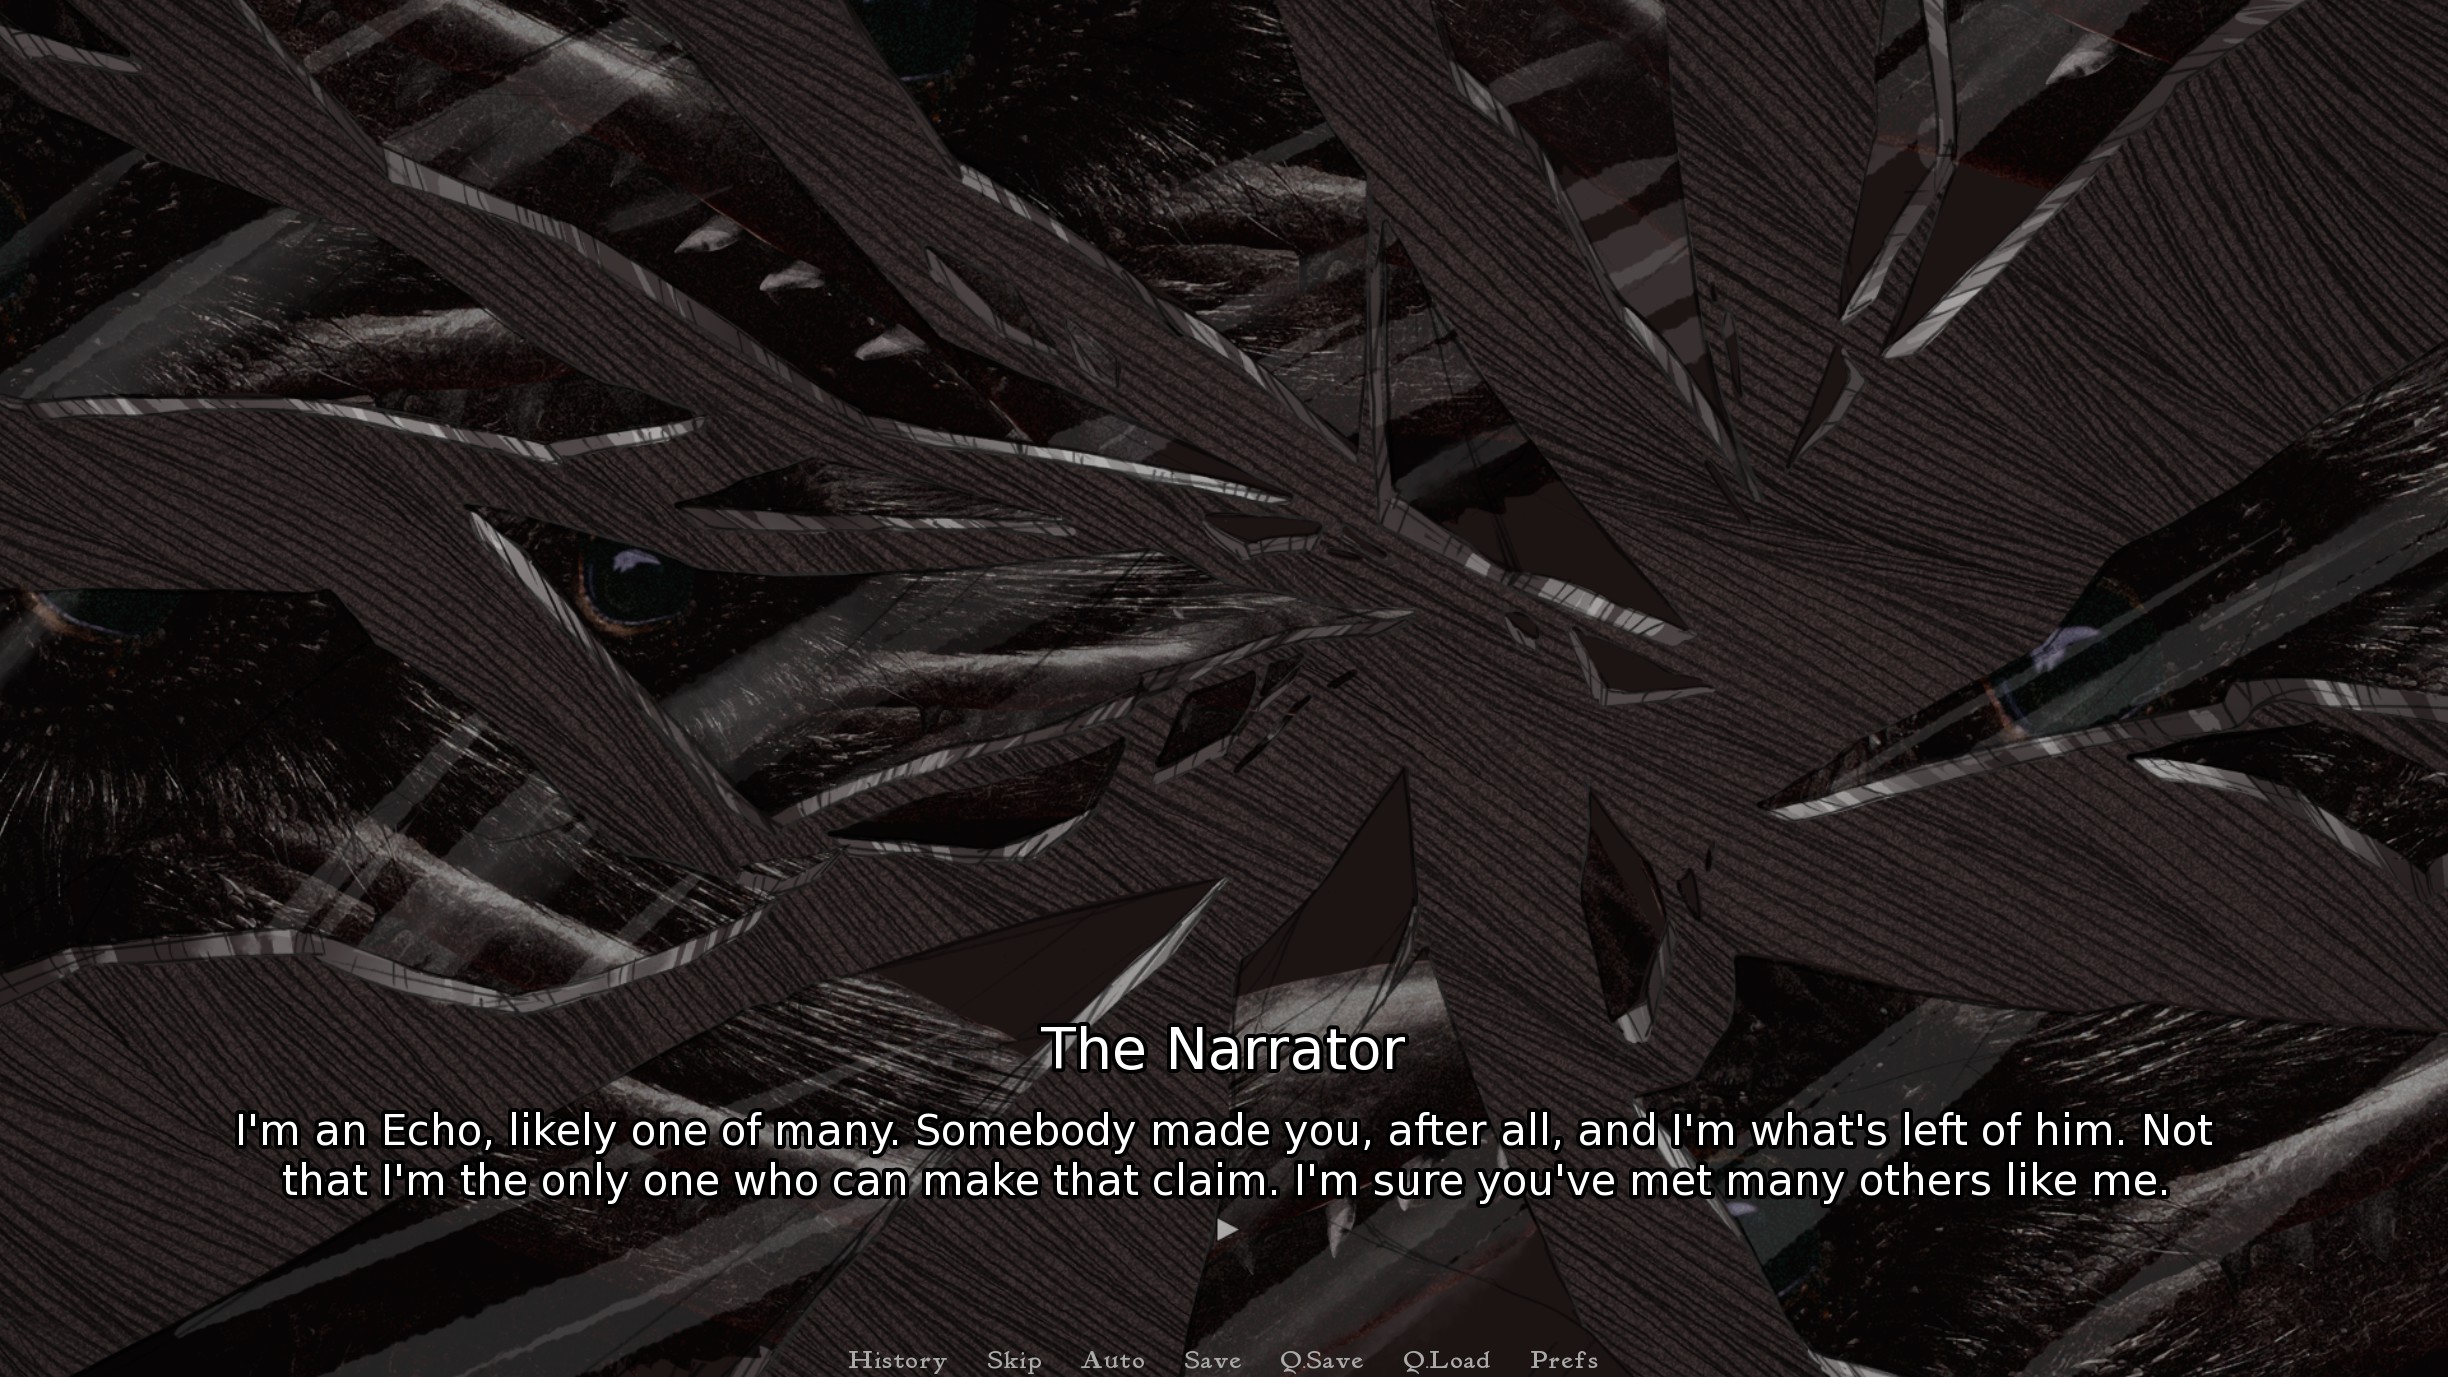 The Narrator
I'm an Echo, likely one of many. Somebody made you, after all, and I'm what's left of him. Not
that I'm the only one who can make that claim. I'm sure you've met many others like me.
History Skip Auto Save Q.Save Q.Load Prefs